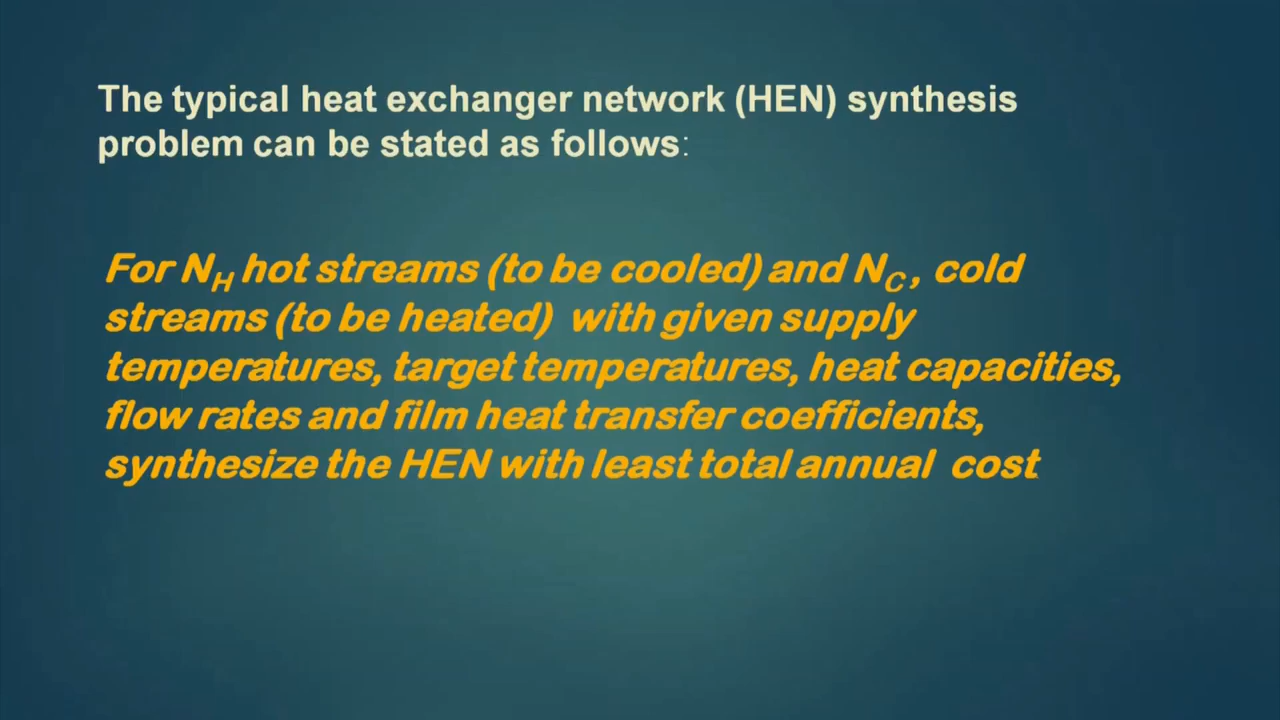 The typical heat exchanger network (HEN) synthesis
problem can be stated as follows:
For N_H hot streams (to be cooled) and N_C , cold
streams (to be heated) with given supply
temperatures, target temperatures, heat capacities,
flow rates and film heat transfer coefficients,
synthesize the HEN with least total annual cost